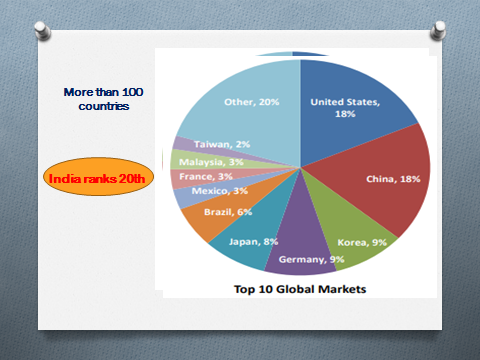 More than 100
countries
India ranks 20th
Other, 20%
United States,
18%
Taiwan, 2%
Malaysia, 3%
France, 3%
China, 18%
Mexico, 3%
Brazil, 6%
Japan, 8%
Korea, 9%
Germany, 9%
Top 10 Global Markets